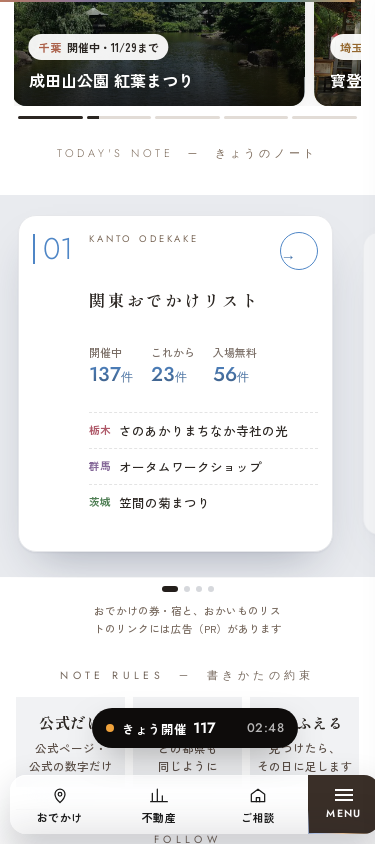 千葉 開催中・11/29まで
埼玉
成田山公園 紅葉まつり
寶登
TODAY'S NOTE — きょうのノート
01 KANTO ODEKAKE →
関東おでかけリスト
開催中 これから 入場無料
137件 23件 56件
栃木 さのあかりまちなか寺社の光
群馬 オータムワークショップ
茨城 笠間の菊まつり
おでかけの券・宿と、おかいものリス
トのリンクには広告（PR）があります
NOTE RULES — 書きかたの約束
公式だけ
ふえる
きょう開催 117 02:48
公式ページ・
公式の数字だけ
どの都県も
同じように
見つけたら、
その日に足します
おでかけ 不動産 ご相談 MENU
FOLLOW